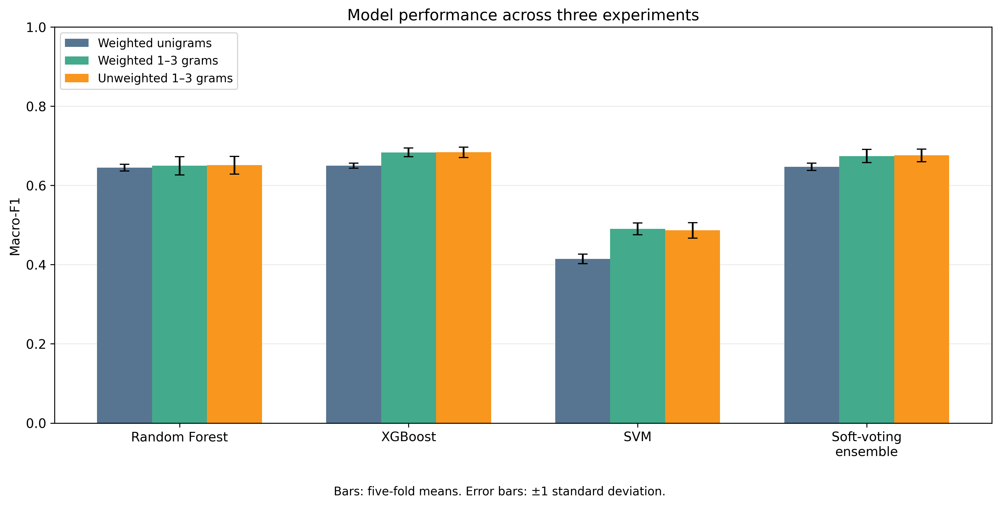 Model performance across three experiments
1.0
0.8
0.6
0.4
0.2
0.0
Macro-F1
Weighted unigrams
Weighted 1–3 grams
Unweighted 1–3 grams
Random Forest
XGBoost
SVM
Soft-voting
ensemble
Bars: five-fold means. Error bars: ±1 standard deviation.